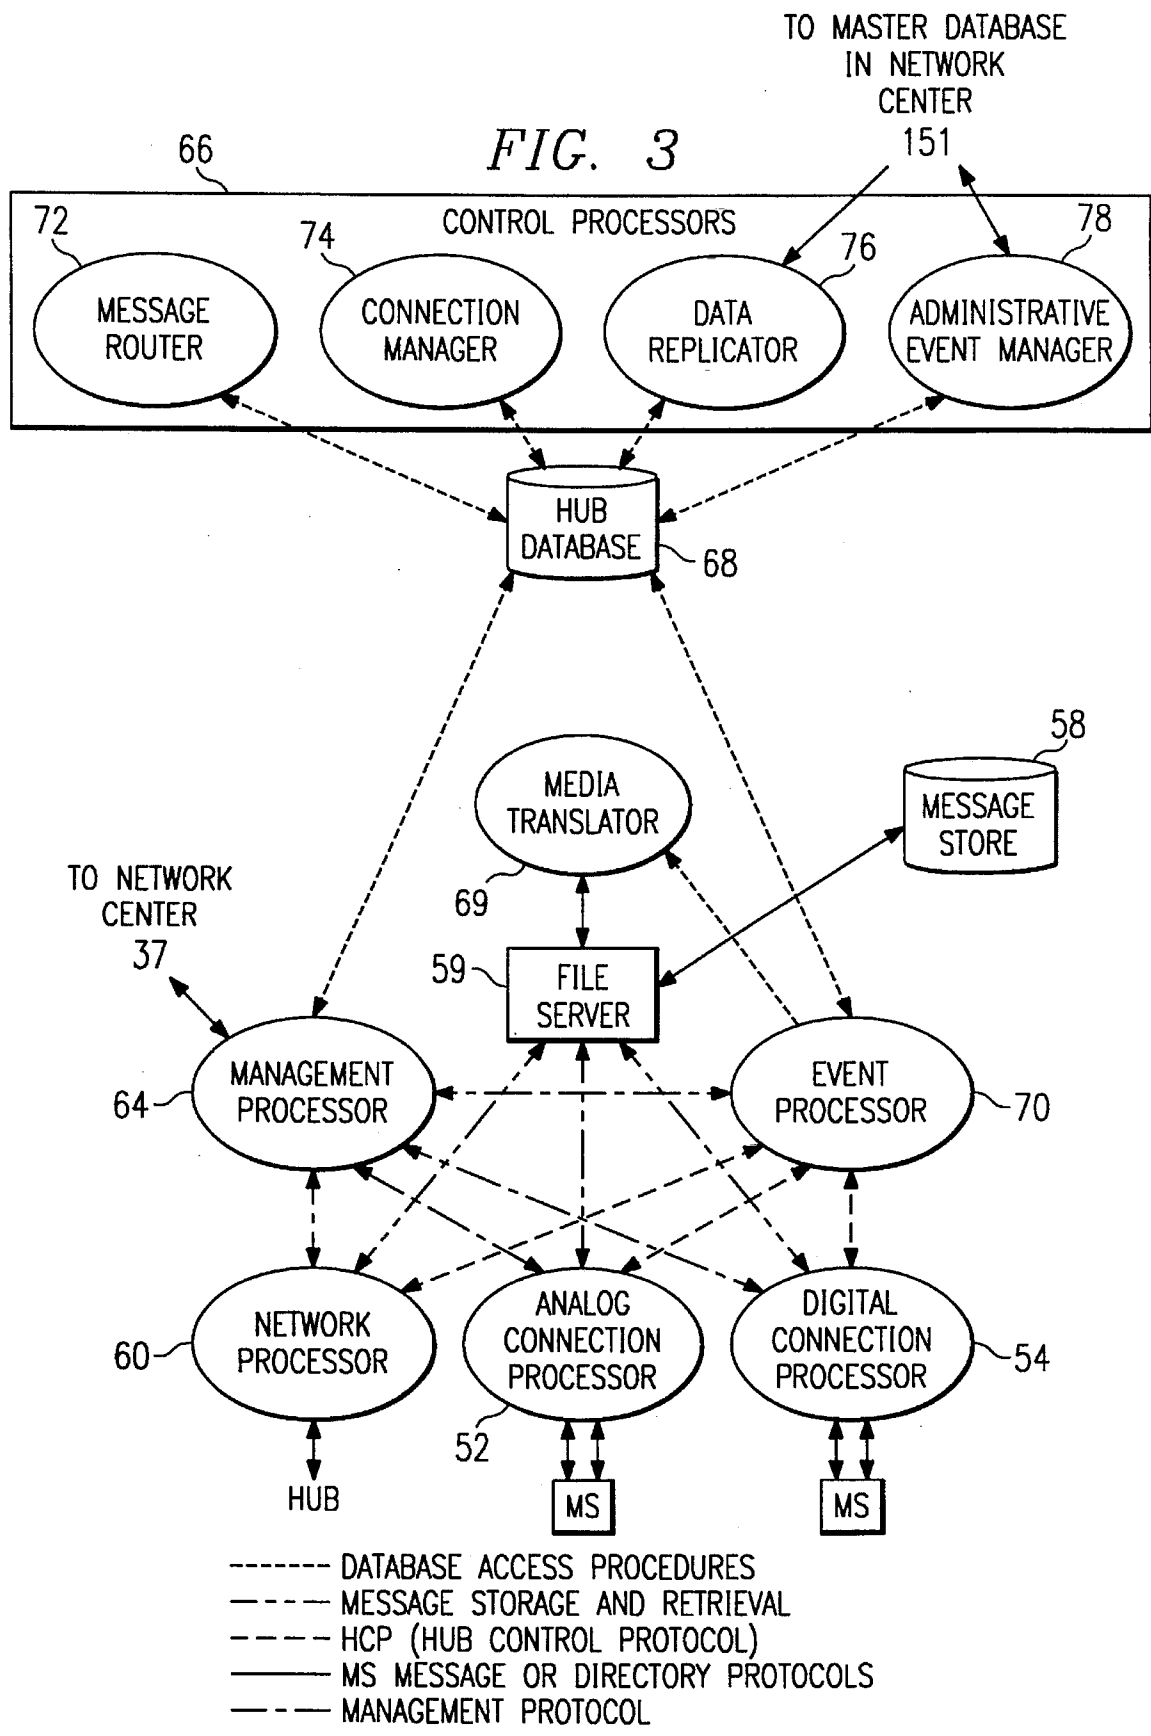 TO MASTER DATABASE
IN NETWORK
CENTER
151
FIG. 3
66
CONTROL PROCESSORS
72
74
76
78
MESSAGE
ROUTER
CONNECTION
MANAGER
DATA
REPLICATOR
ADMINISTRATIVE
EVENT MANAGER
HUB
DATABASE
68
58
MEDIA
TRANSLATOR
MESSAGE
STORE
69
TO NETWORK
CENTER
37
59
FILE
SERVER
MANAGEMENT
PROCESSOR
64
EVENT
PROCESSOR
70
NETWORK
PROCESSOR
60
ANALOG
CONNECTION
PROCESSOR
52
DIGITAL
CONNECTION
PROCESSOR
54
HUB
MS
MS
DATABASE ACCESS PROCEDURES
MESSAGE STORAGE AND RETRIEVAL
HCP (HUB CONTROL PROTOCOL)
MS MESSAGE OR DIRECTORY PROTOCOLS
MANAGEMENT PROTOCOL